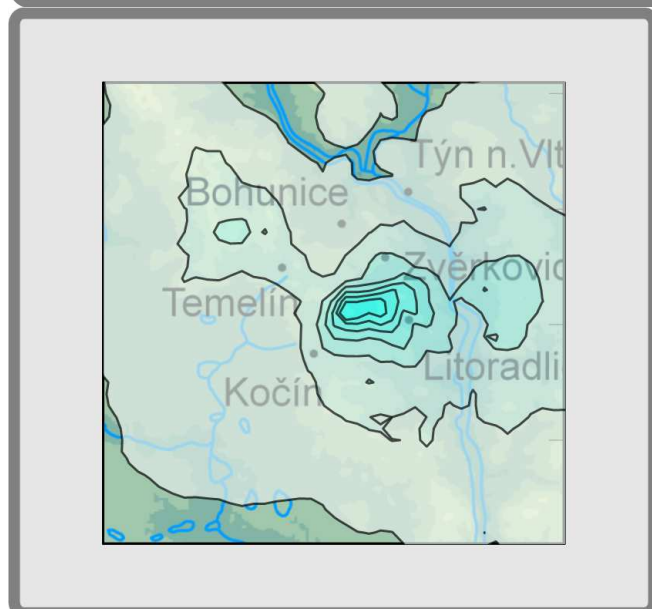 Týn n.Vlt
Bohunice
Zvěrkovic
Temelín
Litoradli
Kočín